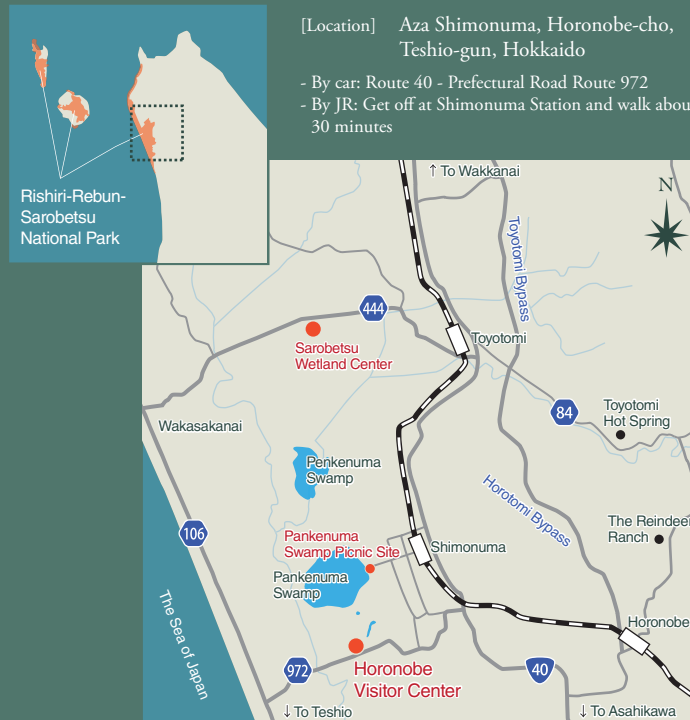 [Location] Aza Shimonuma, Horonobe-cho,
Teshio-gun, Hokkaido
- By car: Route 40 - Prefectural Road Route 972
- By JR: Get off at Shimonuma Station and walk abou
30 minutes
Rishiri-Rebun-
Sarobetsu
National Park
↑ To Wakkanai
N
Toyotomi Bypass
444
Toyotomi
Sarobetsu
Wetland Center
84
Toyotomi
Hot Spring
Wakasakanai
Penkenuma
Swamp
Horotomi Bypass
106
The Reindeer
Ranch
Pankenuma
Swamp Picnic Site
Shimonuma
Pankenuma
Swamp
The Sea of Japan
Horonobe
972
Horonobe
Visitor Center
40
↓ To Teshio
↓ To Asahikawa